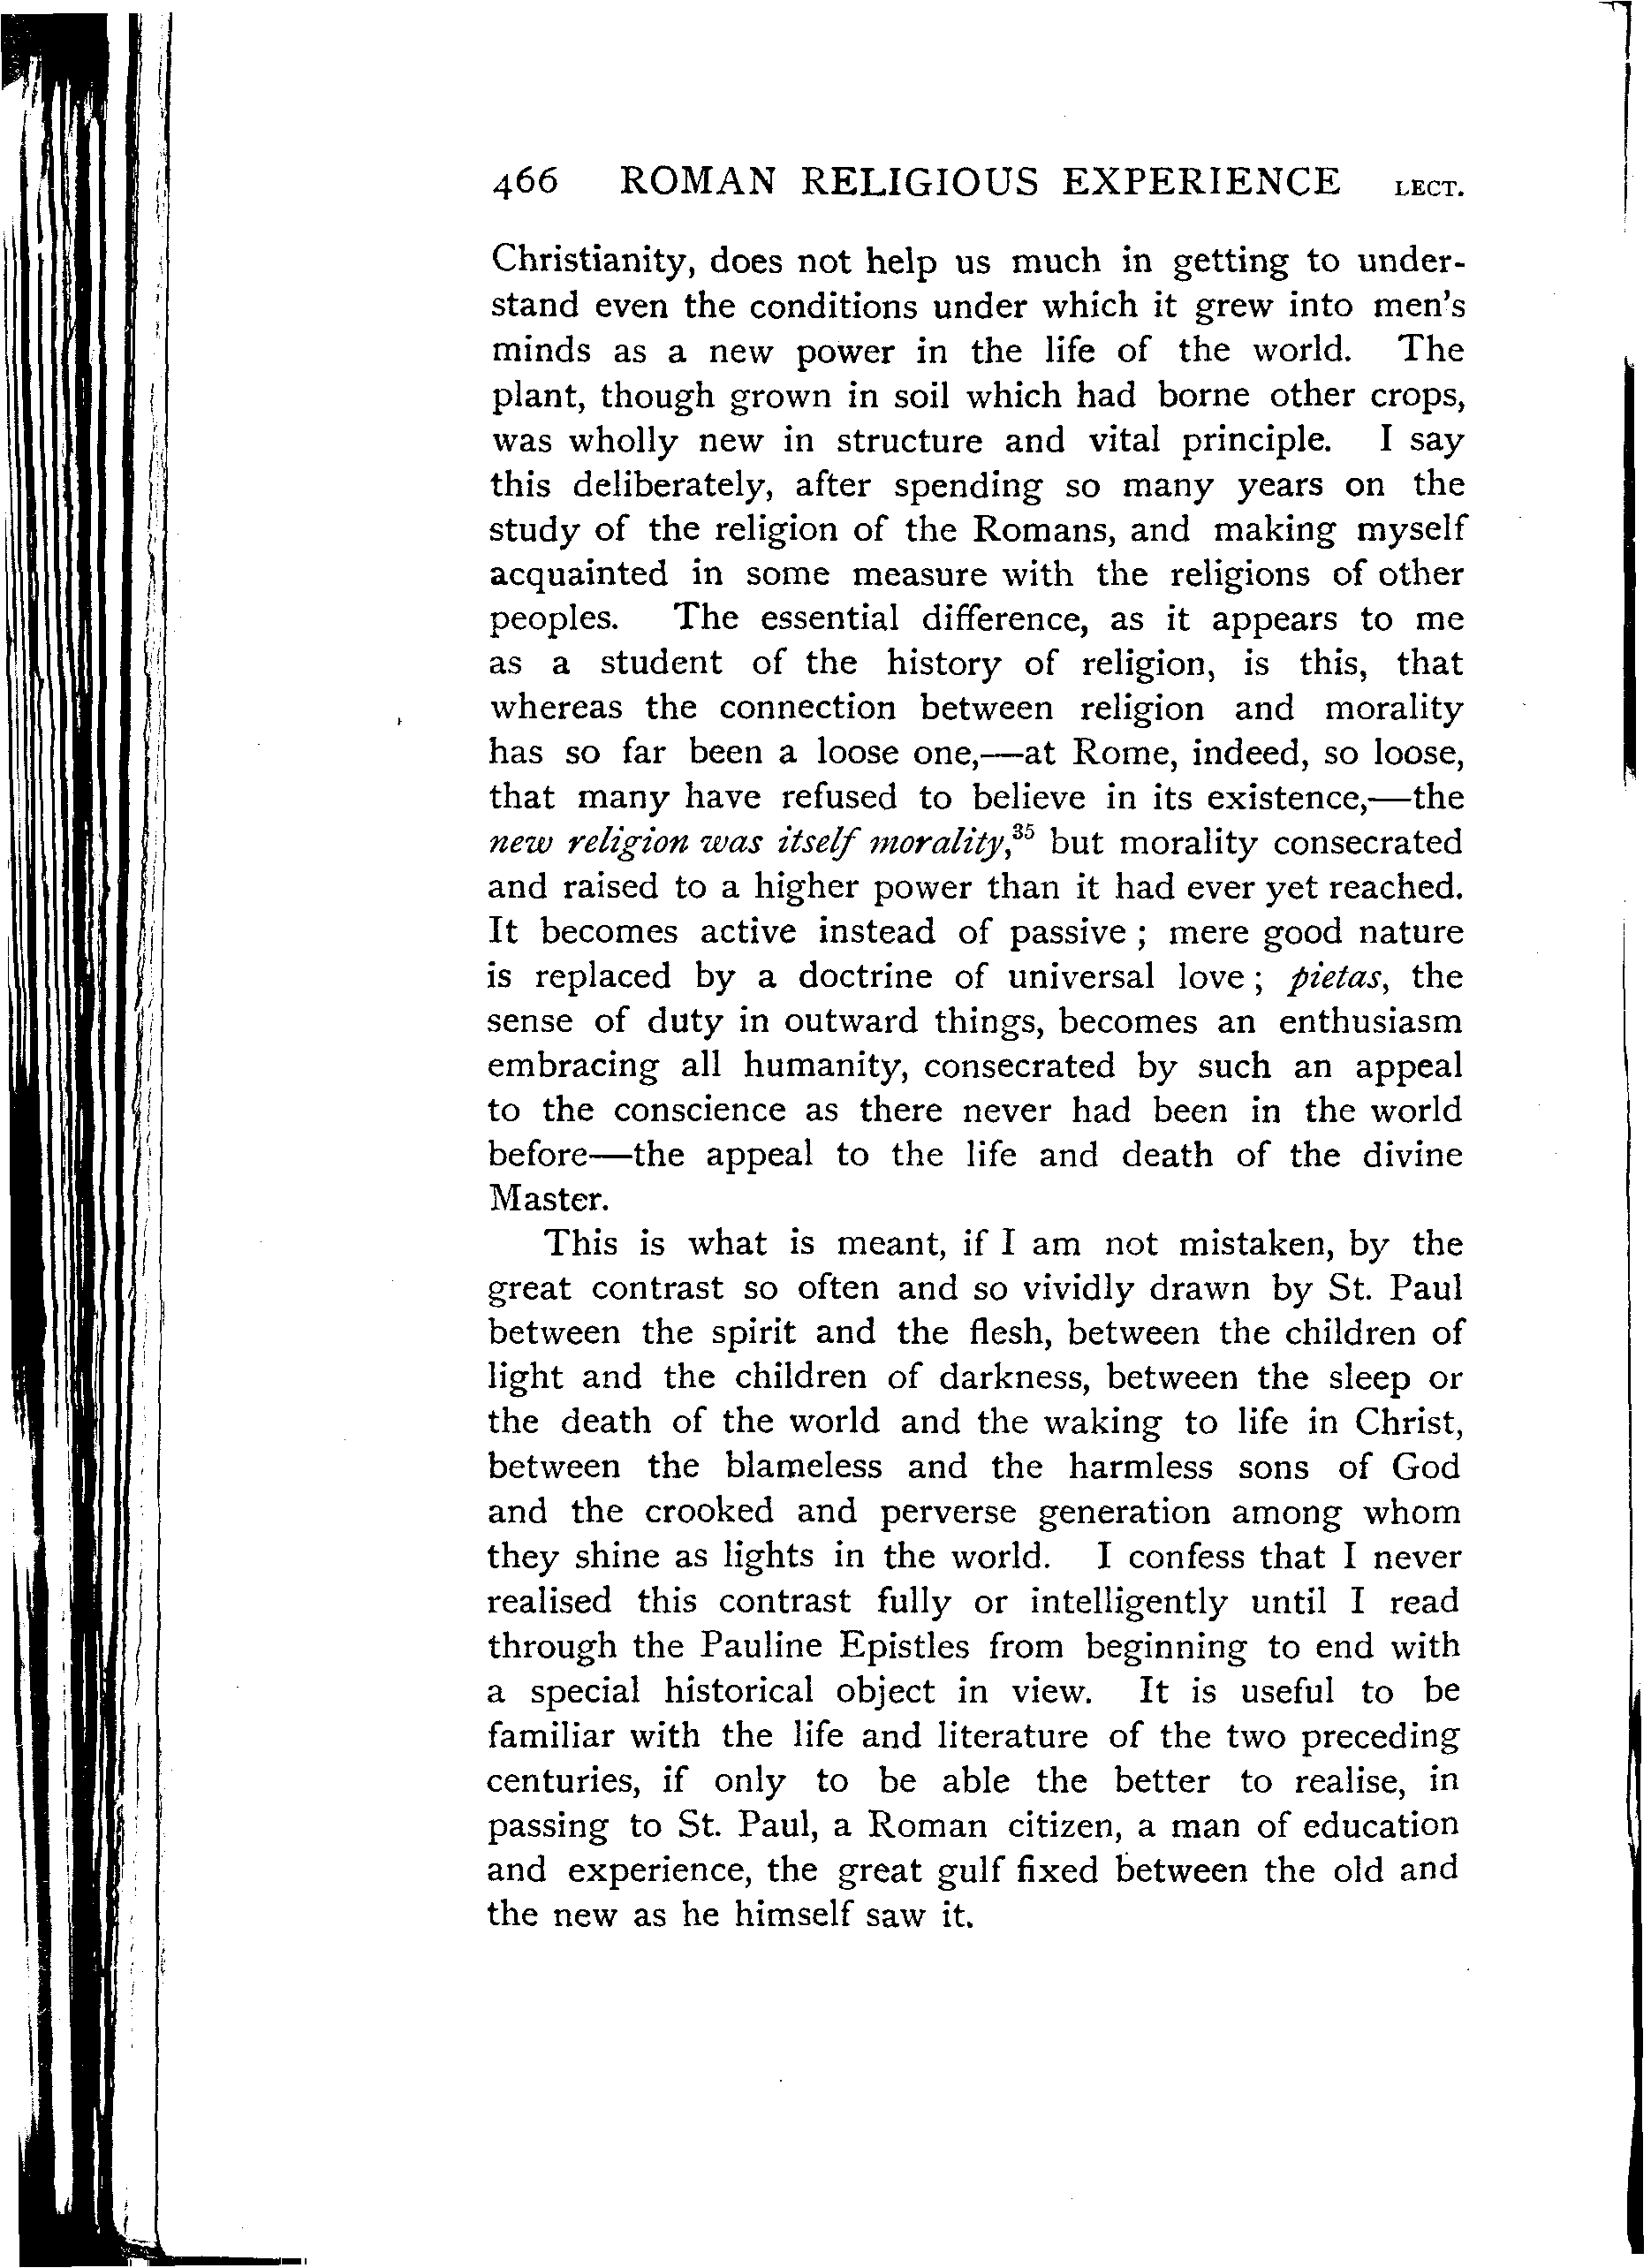 466 ROMAN RELIGIOUS EXPERIENCE LECT.
Christianity, does not help us much in getting to under-
stand even the conditions under which it grew into men's
minds as a new power in the life of the world. The
plant, though grown in soil which had borne other crops,
was wholly new in structure and vital principle. I say
this deliberately, after spending so many years on the
study of the religion of the Romans, and making myself
acquainted in some measure with the religions of other
peoples. The essential difference, as it appears to me
as a student of the history of religion, is this, that
whereas the connection between religion and morality
has so far been a loose one,—at Rome, indeed, so loose,
that many have refused to believe in its existence,—the
new religion was itself morality,³⁵ but morality consecrated
and raised to a higher power than it had ever yet reached.
It becomes active instead of passive ; mere good nature
is replaced by a doctrine of universal love ; pietas, the
sense of duty in outward things, becomes an enthusiasm
embracing all humanity, consecrated by such an appeal
to the conscience as there never had been in the world
before—the appeal to the life and death of the divine
Master.
This is what is meant, if I am not mistaken, by the
great contrast so often and so vividly drawn by St. Paul
between the spirit and the flesh, between the children of
light and the children of darkness, between the sleep or
the death of the world and the waking to life in Christ,
between the blameless and the harmless sons of God
and the crooked and perverse generation among whom
they shine as lights in the world. I confess that I never
realised this contrast fully or intelligently until I read
through the Pauline Epistles from beginning to end with
a special historical object in view. It is useful to be
familiar with the life and literature of the two preceding
centuries, if only to be able the better to realise, in
passing to St. Paul, a Roman citizen, a man of education
and experience, the great gulf fixed between the old and
the new as he himself saw it.